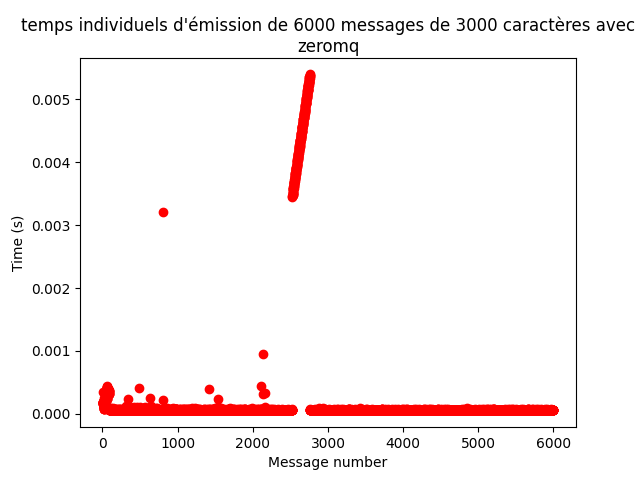 temps individuels d'émission de 6000 messages de 3000 caractères avec
zeromq
0.005
0.004
0.003
0.002
0.001
0.000
Time (s)
0 1000 2000 3000 4000 5000 6000
Message number